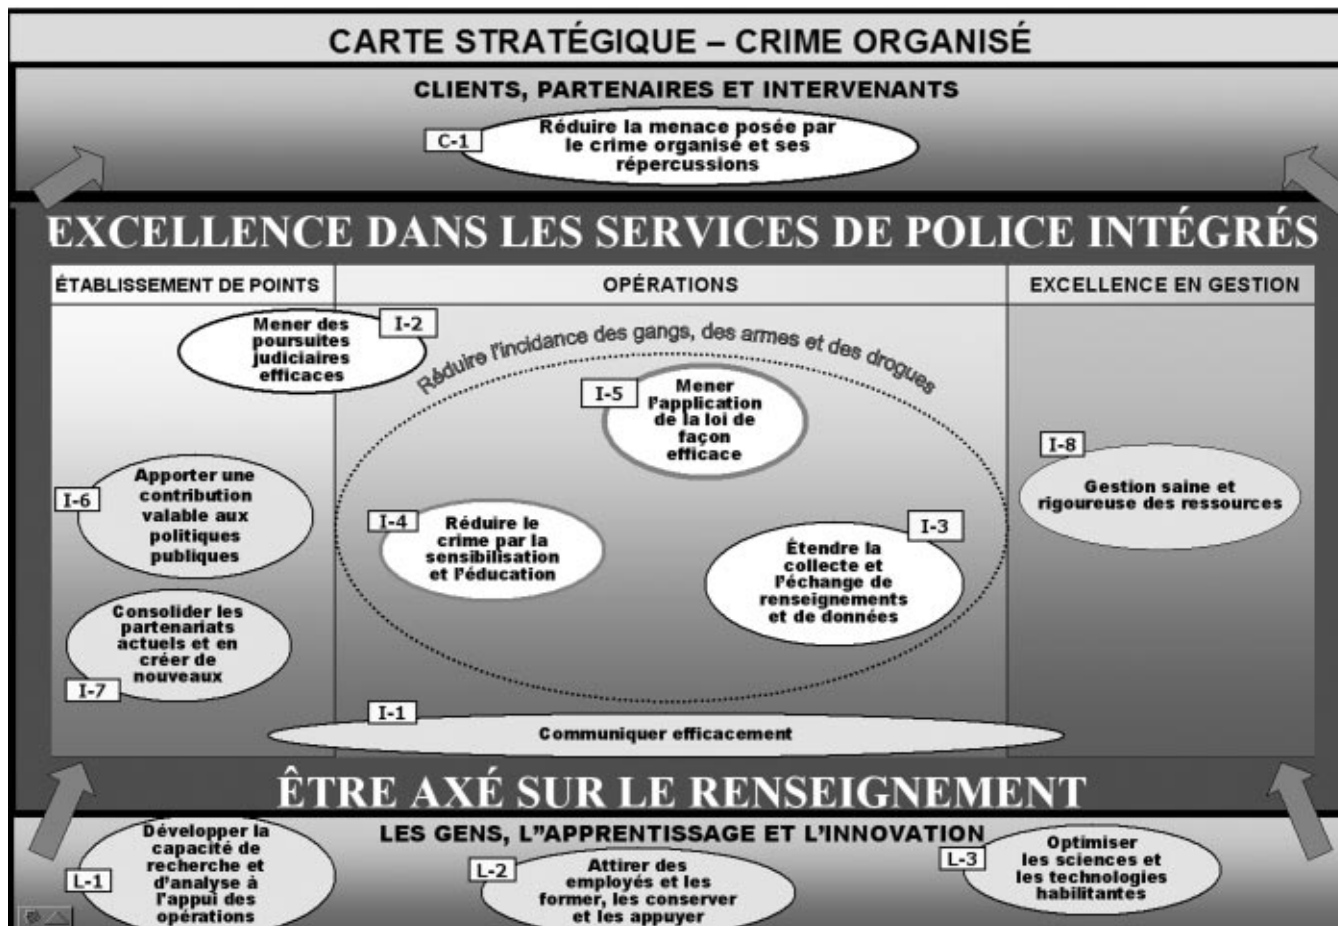 CARTE STRATÉGIQUE – CRIME ORGANISÉ
CLIENTS, PARTENAIRES ET INTERVENANTS
C-1
Réduire la menace posée par
le crime organisé et ses
répercussions
EXCELLENCE DANS LES SERVICES DE POLICE INTÉGRÉS
ÉTABLISSEMENT DE POINTS
OPÉRATIONS
EXCELLENCE EN GESTION
I-2
Mener des
poursuites
judiciaires
efficaces
Réduire l'incidence des gangs, des armes et des drogues
I-5
Mener
l'application
de la loi de
façon
efficace
I-8
Gestion saine et
rigoureuse des ressources
I-6
Apporter une
contribution
valable aux
politiques
publiques
I-4
Réduire le
crime par la
sensibilisation
et l'éducation
I-3
Étendre la
collecte et
l'échange de
renseignements
et de données
Consolider les
partenariats
actuels et en
créer de
nouveaux
I-7
I-1
Communiquer efficacement
ÊTRE AXÉ SUR LE RENSEIGNEMENT
LES GENS, L"APPRENTISSAGE ET L'INNOVATION
L-1
Développer la
capacité de
recherche et
d'analyse à
l'appui des
opérations
L-2
Attirer des
employés et les
former, les conserver
et les appuyer
L-3
Optimiser
les sciences et
les technologies
habilitantes